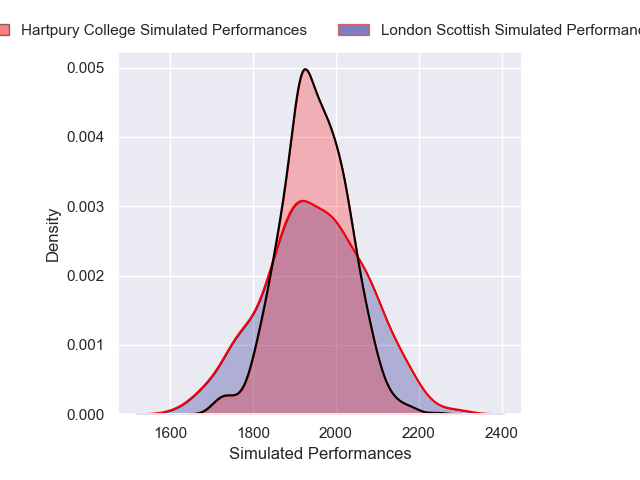 Hartpury College Simulated Performances London Scottish Simulated
0.005
0.004
0.003
0.002
0.001
0.000
Density
1600 1800 2000 2200 2400
Simulated Performances